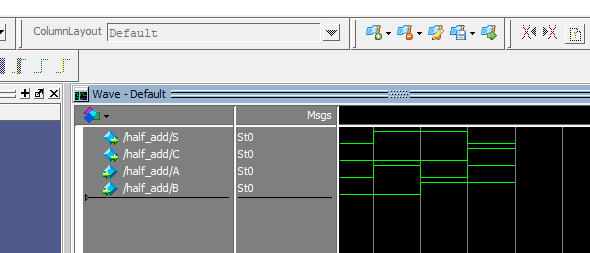 ColumnLayout Default
Wave - Default
Msgs
/half_add/S St0
/half_add/C St0
/half_add/A St0
/half_add/B St0